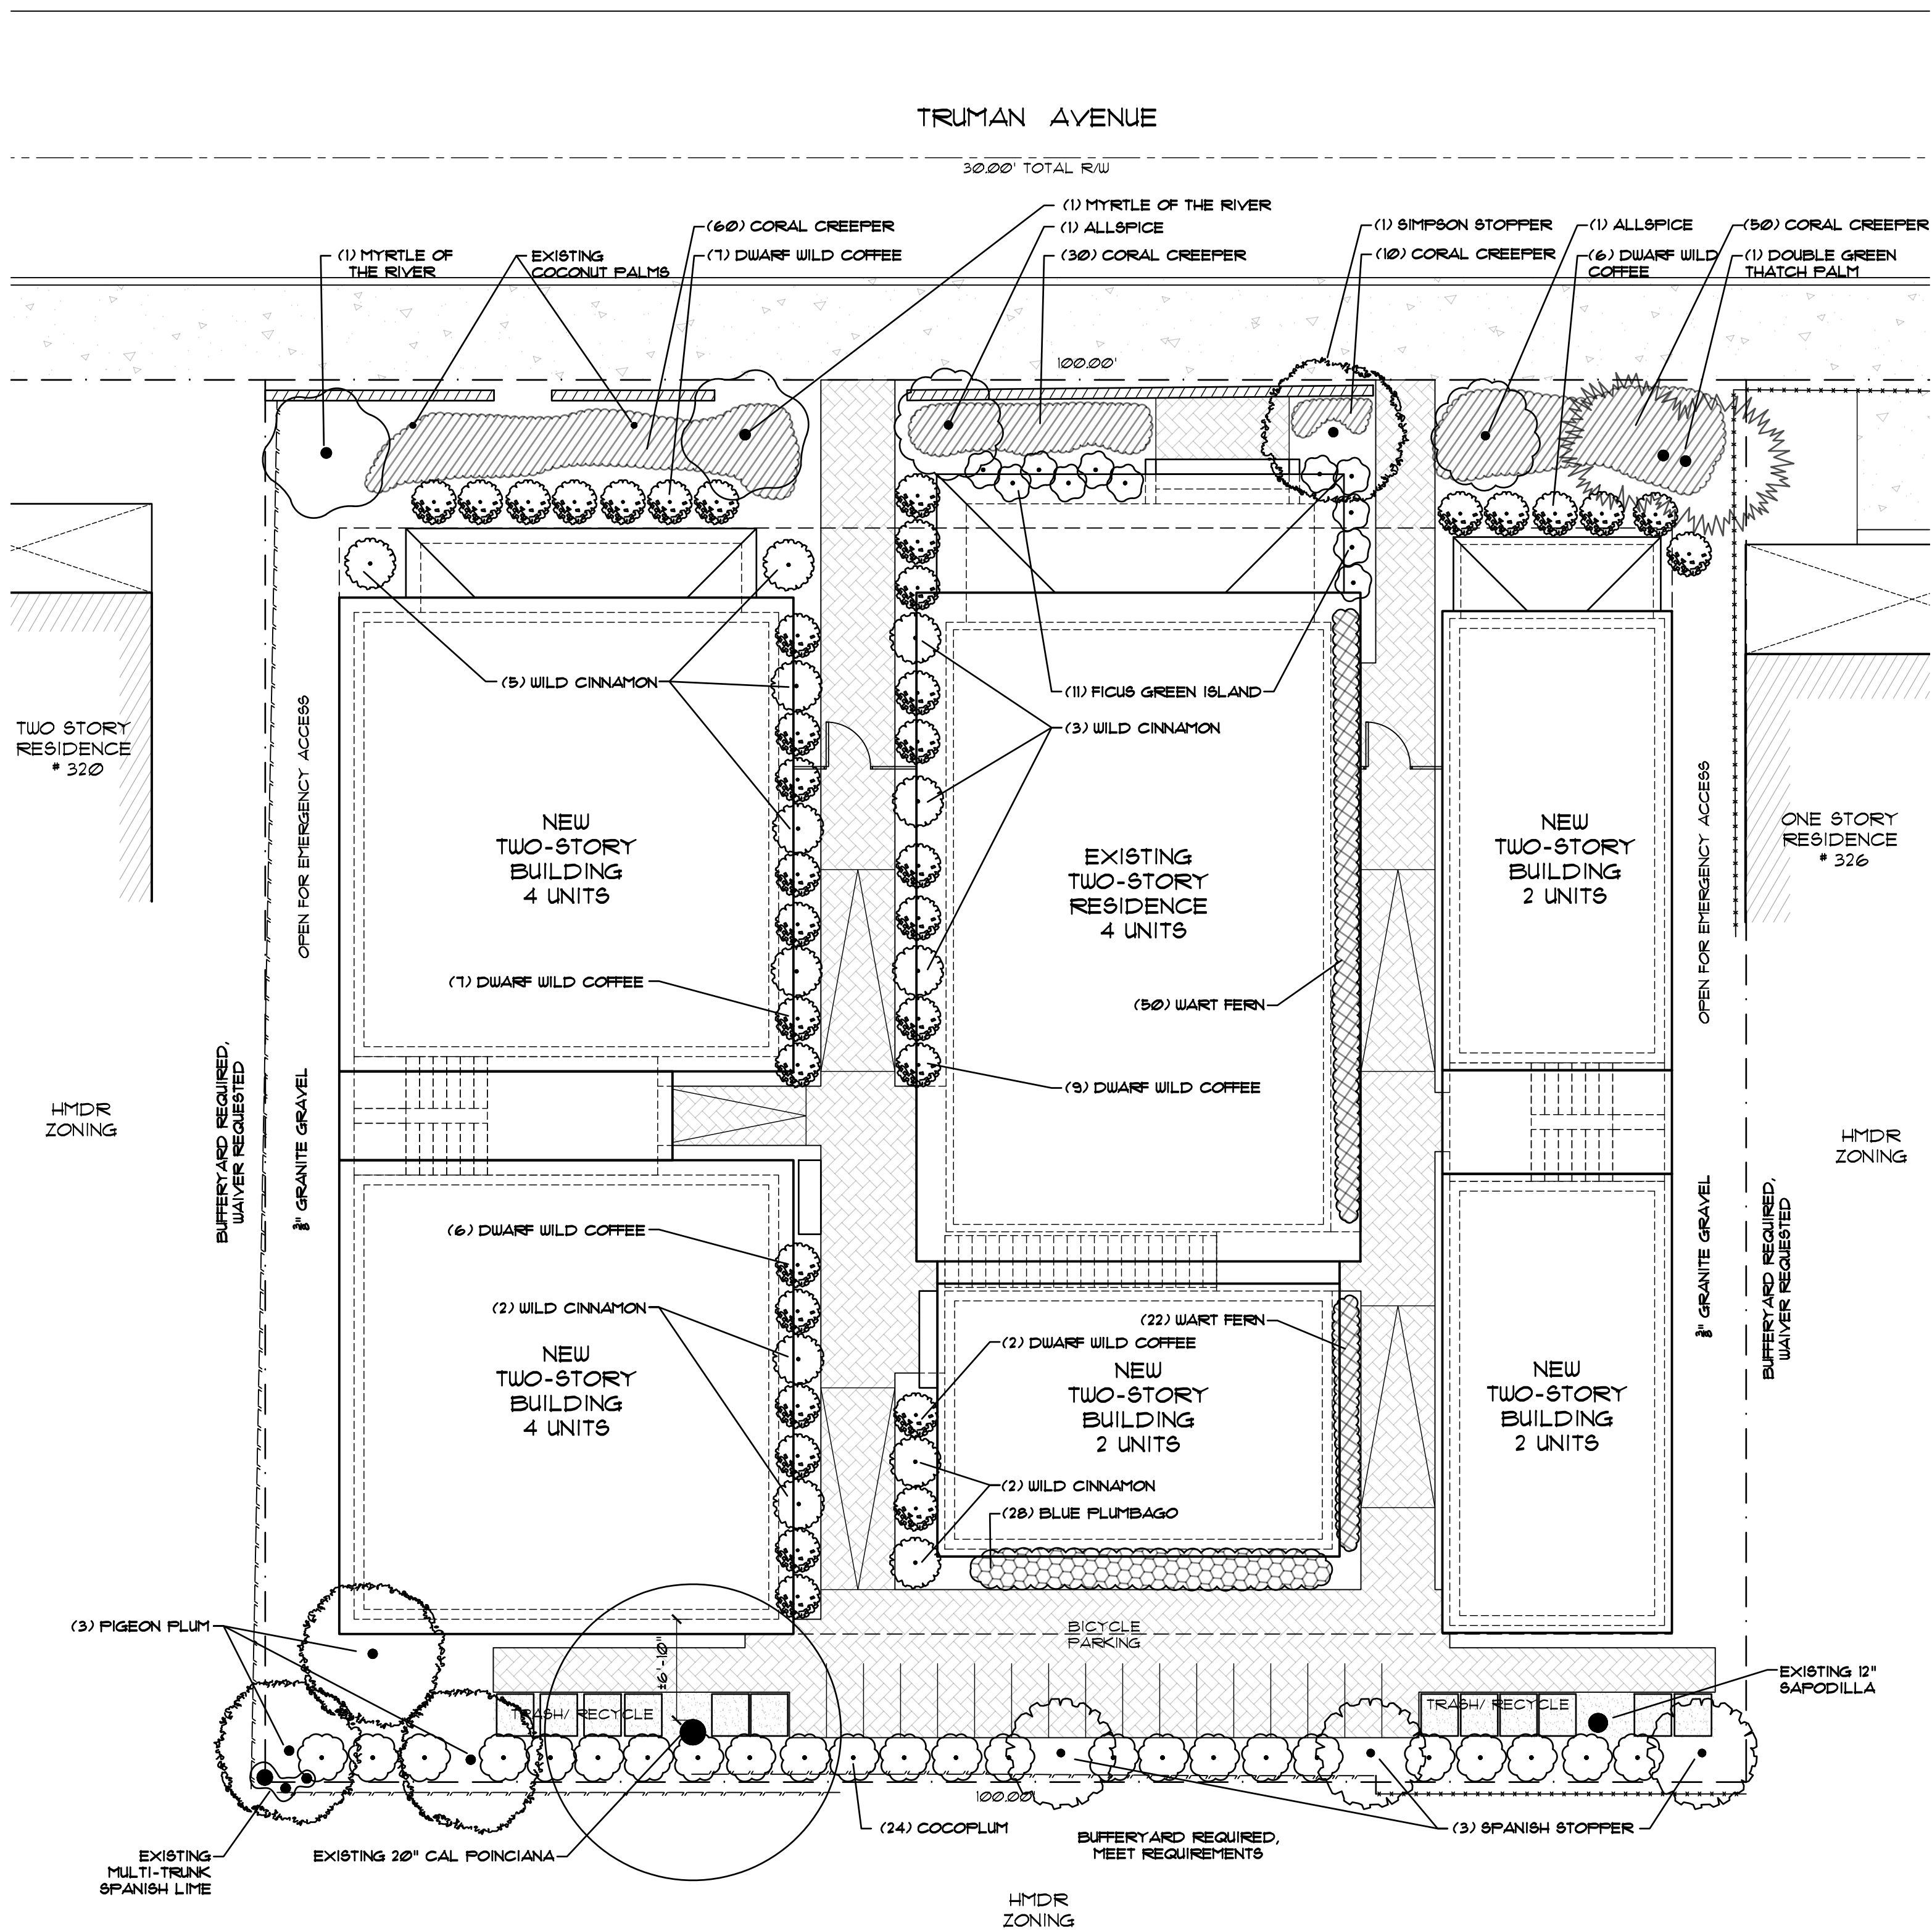 TRUMAN AVENUE
30.00' TOTAL R/W
(1) MYRTLE OF
THE RIVER
EXISTING
COCONUT PALMS
(60) CORAL CREEPER
(7) DWARF WILD COFFEE
(1) MYRTLE OF THE RIVER
(1) ALLSPICE
(30) CORAL CREEPER
(1) SIMPSON STOPPER
(10) CORAL CREEPER
(1) ALLSPICE
(6) DWARF WILD
COFFEE
(50) CORAL CREEPER
(1) DOUBLE GREEN
THATCH PALM
100.00'
(5) WILD CINNAMON
(11) FICUS GREEN ISLAND
(3) WILD CINNAMON
TWO STORY
RESIDENCE
# 320
OPEN FOR EMERGENCY ACCESS
NEW
TWO-STORY
BUILDING
4 UNITS
EXISTING
TWO-STORY
RESIDENCE
4 UNITS
NEW
TWO-STORY
BUILDING
2 UNITS
OPEN FOR EMERGENCY ACCESS
ONE STORY
RESIDENCE
# 326
(7) DWARF WILD COFFEE
(50) WART FERN
(9) DWARF WILD COFFEE
HMDR
ZONING
BUFFERYARD REQUIRED,
WAIVER REQUESTED
3/8" GRANITE GRAVEL
HMDR
ZONING
3/8" GRANITE GRAVEL
BUFFERYARD REQUIRED,
WAIVER REQUESTED
(6) DWARF WILD COFFEE
(2) WILD CINNAMON
NEW
TWO-STORY
BUILDING
4 UNITS
(22) WART FERN
(2) DWARF WILD COFFEE
NEW
TWO-STORY
BUILDING
2 UNITS
(2) WILD CINNAMON
(28) BLUE PLUMBAGO
NEW
TWO-STORY
BUILDING
2 UNITS
(3) PIGEON PLUM
±6'-10"
BICYCLE
PARKING
TRASH/ RECYCLE
TRASH/ RECYCLE
EXISTING 12"
SAPODILLA
100.00'
(24) COCOPLUM
BUFFERYARD REQUIRED,
MEET REQUIREMENTS
(3) SPANISH STOPPER
EXISTING
MULTI-TRUNK
SPANISH LIME
EXISTING 20" CAL POINCIANA
HMDR
ZONING